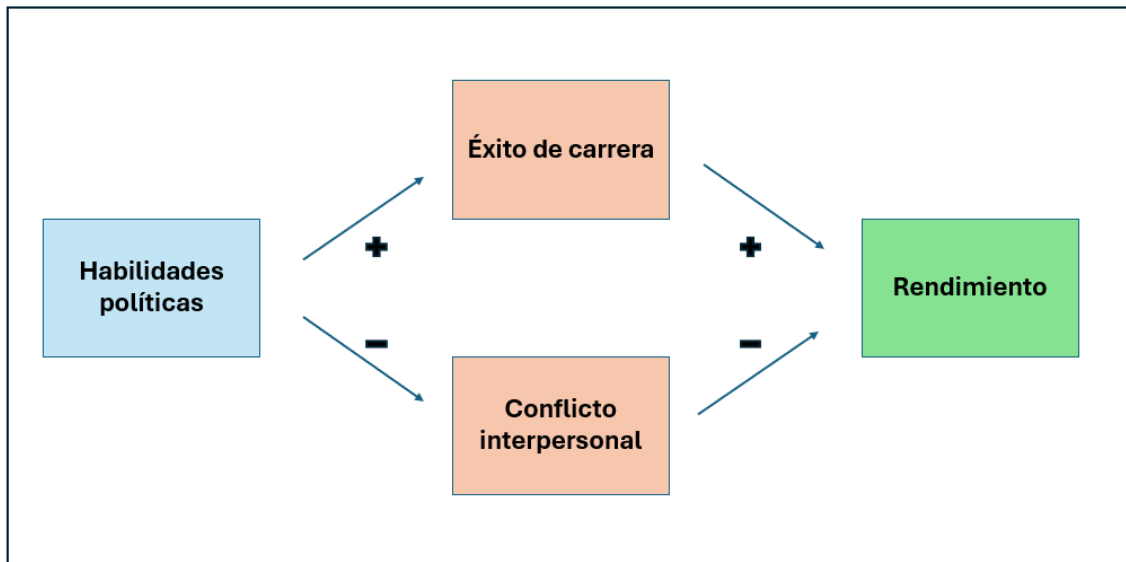 Éxito de carrera
Habilidades
políticas
+
+
Rendimiento
-
-
Conflicto
interpersonal